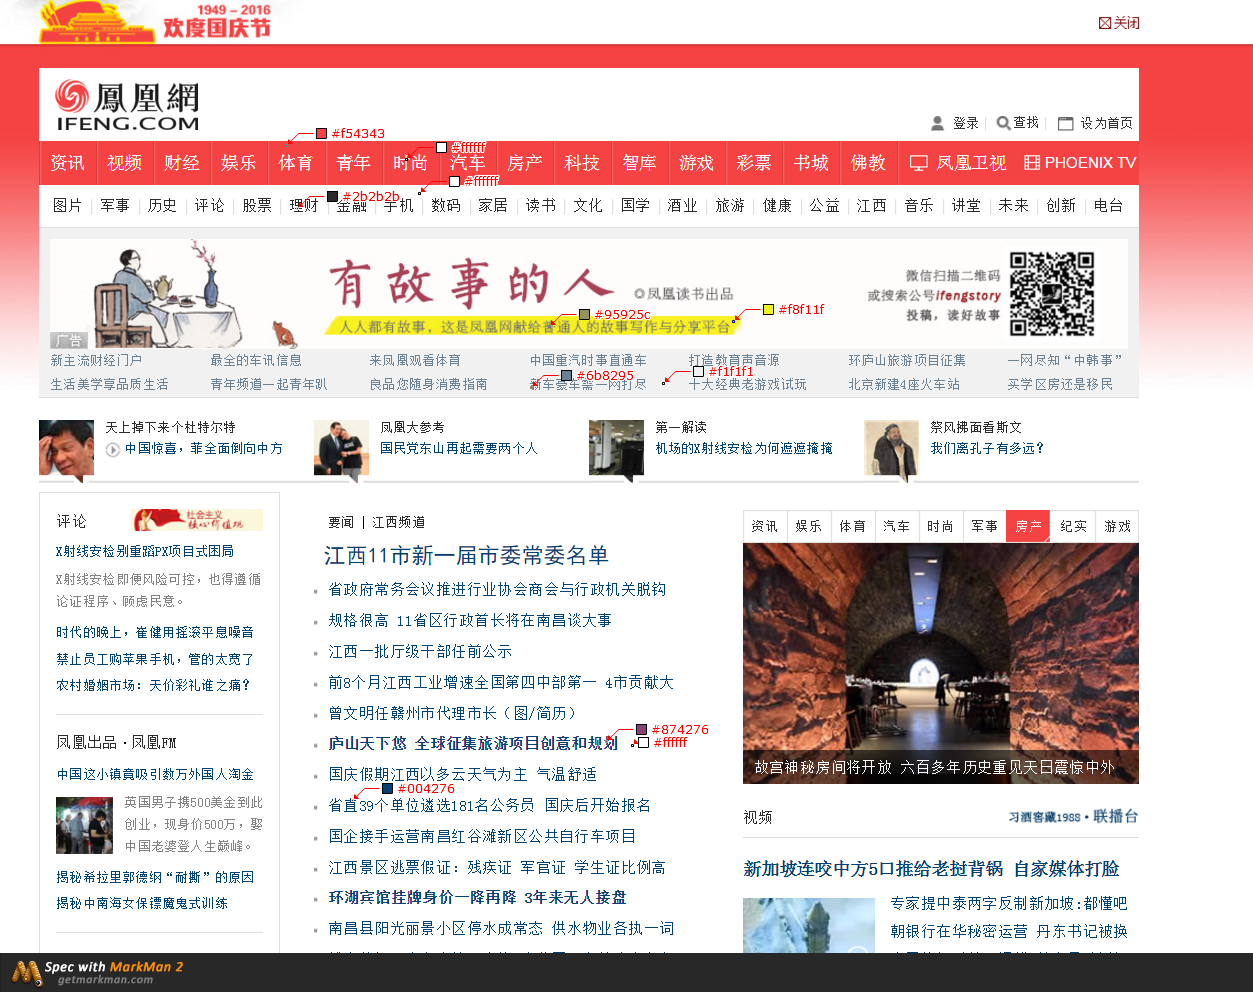 1949 – 2016
欢度国庆节
关闭
鳳凰網
IFENG.COM
登录 查找 设为首页
#f54343
#ffffff
资讯 视频 财经 娱乐 体育 青年 时尚 汽车 房产 科技 智库 游戏 彩票 书城 佛教 凤凰卫视 PHOENIX TV
#ffffff
#2b2b2b
图片 军事 历史 评论 股票 理财 金融 手机 数码 家居 读书 文化 国学 酒业 旅游 健康 公益 江西 音乐 讲堂 未来 创新 电台
有故事的人
◎凤凰读书出品
微信扫描二维码
或搜索公号ifengstory
投稿，读好故事
#95925c
#f8f11f
人人都有故事，这是凤凰网献给普通人的故事写作与分享平台
广告
新主流财经门户 最全的车讯信息 来凤凰观看体育 中国重汽时事直通车 打造教育声音源 环庐山旅游项目征集 一网尽知“中韩事”
#6b8295 #f1f1f1
生活美学享品质生活 青年频道一起青年趴 良品您随身消费指南 新车豪车需一网打尽 十大经典老游戏试玩 北京新建4座火车站 买学区房还是移民
天上掉下来个杜特尔特
中国惊喜，菲全面倒向中方
凤凰大参考
国民党东山再起需要两个人
第一解读
机场的X射线安检为何遮遮掩掩
祭风拂面看斯文
我们离孔子有多远?
评论
社会主义
核心价值观
X射线安检别重蹈PX项目式困局
X射线安检即便风险可控，也得遵循
论证程序、顾虑民意。
时代的晚上，崔健用摇滚平息噪音
禁止员工购苹果手机，管的太宽了
农村婚姻市场：天价彩礼谁之痛?
凤凰出品·凤凰FM
中国这小镇竟吸引数万外国人淘金
英国男子携500美金到此
创业，现身价500万，娶
中国老婆登人生巅峰。
揭秘希拉里郭德纲“耐撕”的原因
揭秘中南海女保镖魔鬼式训练
要闻 | 江西频道
江西11市新一届市委常委名单
省政府常务会议推进行业协会商会与行政机关脱钩
规格很高 11省区行政首长将在南昌谈大事
江西一批厅级干部任前公示
前8个月江西工业增速全国第四中部第一 4市贡献大
曾文明任赣州市代理市长（图/简历）
#874276
庐山天下悠 全球征集旅游项目创意和规划
#ffffff
国庆假期江西以多云天气为主 气温舒适
#004276
省直39个单位遴选181名公务员 国庆后开始报名
国企接手运营南昌红谷滩新区公共自行车项目
江西景区逃票假证：残疾证 军官证 学生证比例高
环湖宾馆挂牌身价一降再降 3年来无人接盘
南昌县阳光丽景小区停水成常态 供水物业各执一词
资讯 娱乐 体育 汽车 时尚 军事 房产 纪实 游戏
故宫神秘房间将开放 六百多年历史重见天日震惊中外
视频
习酒窖藏1988·联播台
新加坡连咬中方5口推给老挝背锅 自家媒体打脸
专家提中泰两字反制新加坡:都懂吧
朝银行在华秘密运营 丹东书记被换
Spec with MarkMan 2
getmarkman.com